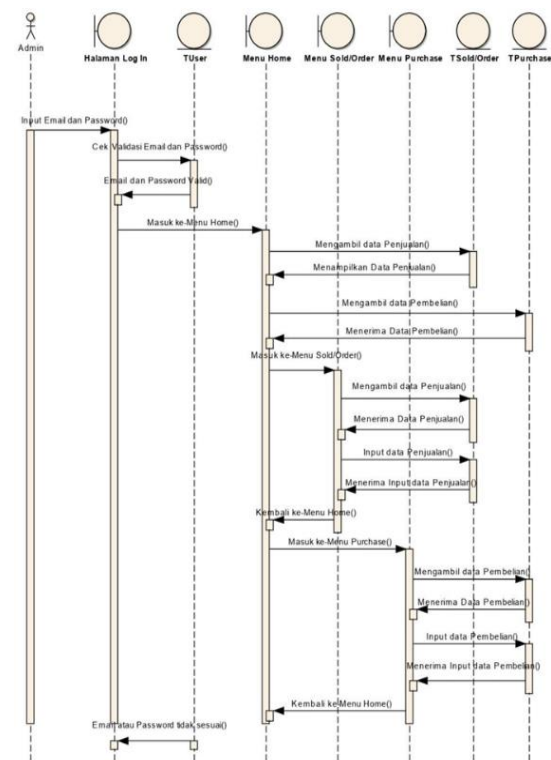 Admin
Halaman Log In
TUser
Menu Home
Menu Sold/Order
Menu Purchase
TSold/Order
TPurchase
Input Email dan Password()
Cek Validasi Email dan Password()
Email dan Password Valid()
Masuk ke-Menu Home()
Mengambil data Penjualan()
Menampilkan Data Penjualan()
Mengambil data Pembelian()
Menerima Data Pembelian()
Masuk ke-Menu Sold/Order()
Mengambil data Penjualan()
Menerima Data Penjualan()
Input data Penjualan()
Menerima Input data Penjualan()
Kembali ke-Menu Home()
Masuk ke-Menu Purchase()
Mengambil data Pembelian()
Menerima Data Pembelian()
Input data Pembelian()
Menerima Input data Pembelian()
Kembali ke-Menu Home()
Email atau Password tidak sesuai()